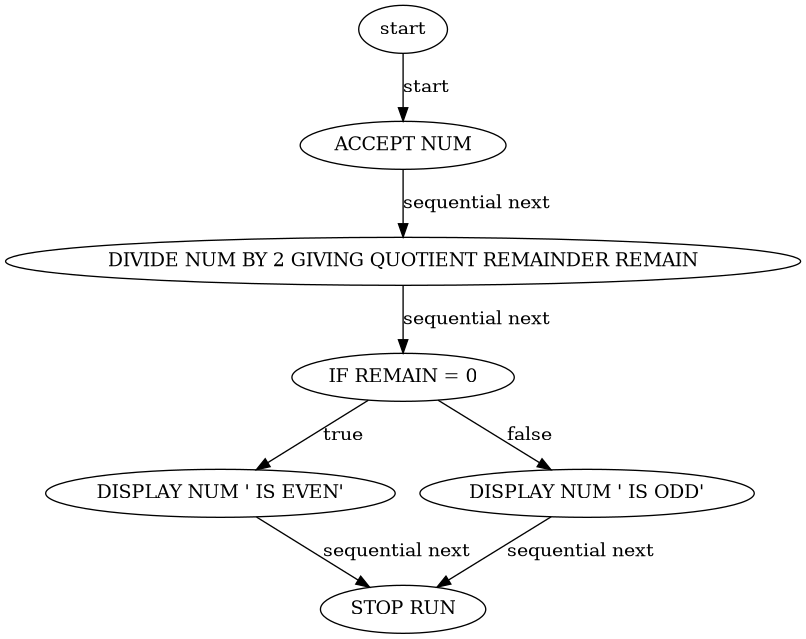 start
start
ACCEPT NUM
sequential next
DIVIDE NUM BY 2 GIVING QUOTIENT REMAINDER REMAIN
sequential next
IF REMAIN = 0
true
false
DISPLAY NUM ' IS EVEN'
DISPLAY NUM ' IS ODD'
sequential next
sequential next
STOP RUN